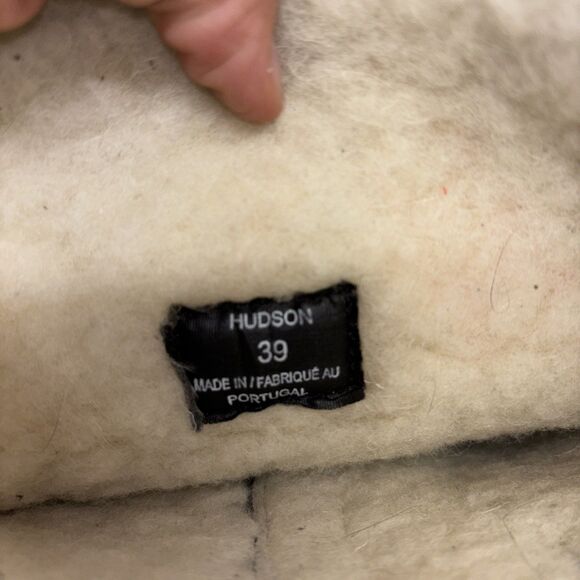 HUDSON
39
MADE IN / FABRIQUÉ AU
PORTUGAL